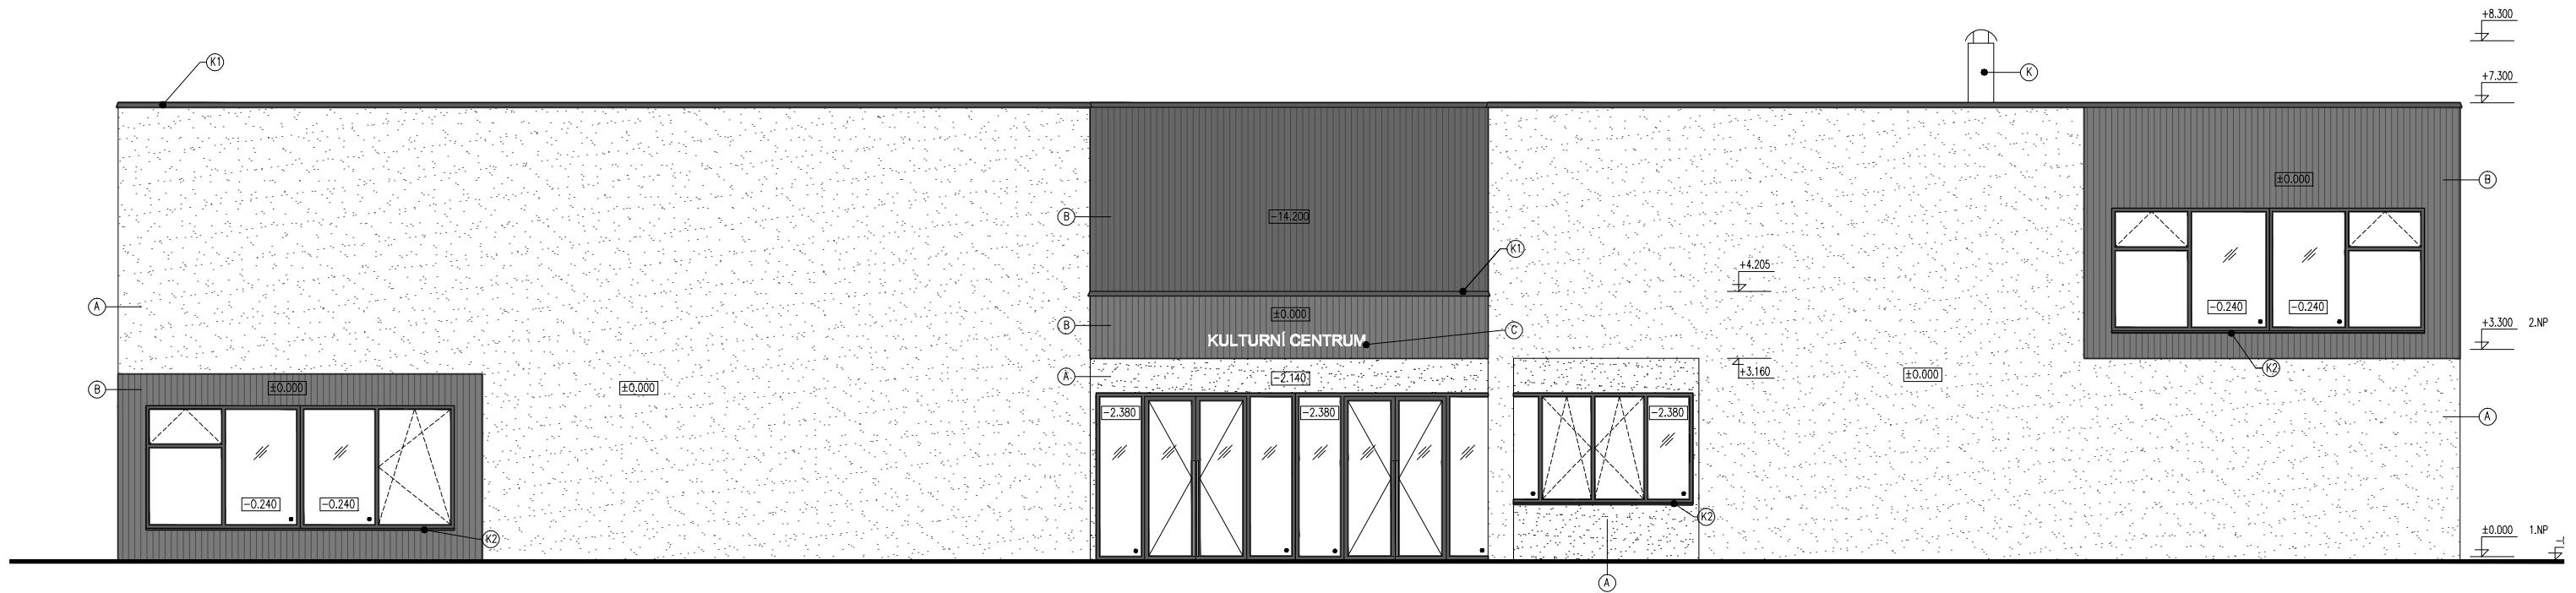 +8.300
K1
K
+7.300
±0.000
B
B
-14.200
K1
+4.205
A
-0.240
-0.240
±0.000
B
C
KULTURNÍ CENTRUM
+3.300 2.NP
+3.160
K2
A
-2.140
±0.000
B
±0.000
±0.000
-2.380
-2.380
-2.380
A
-0.240
-0.240
K2
K2
±0.000 1.NP
A